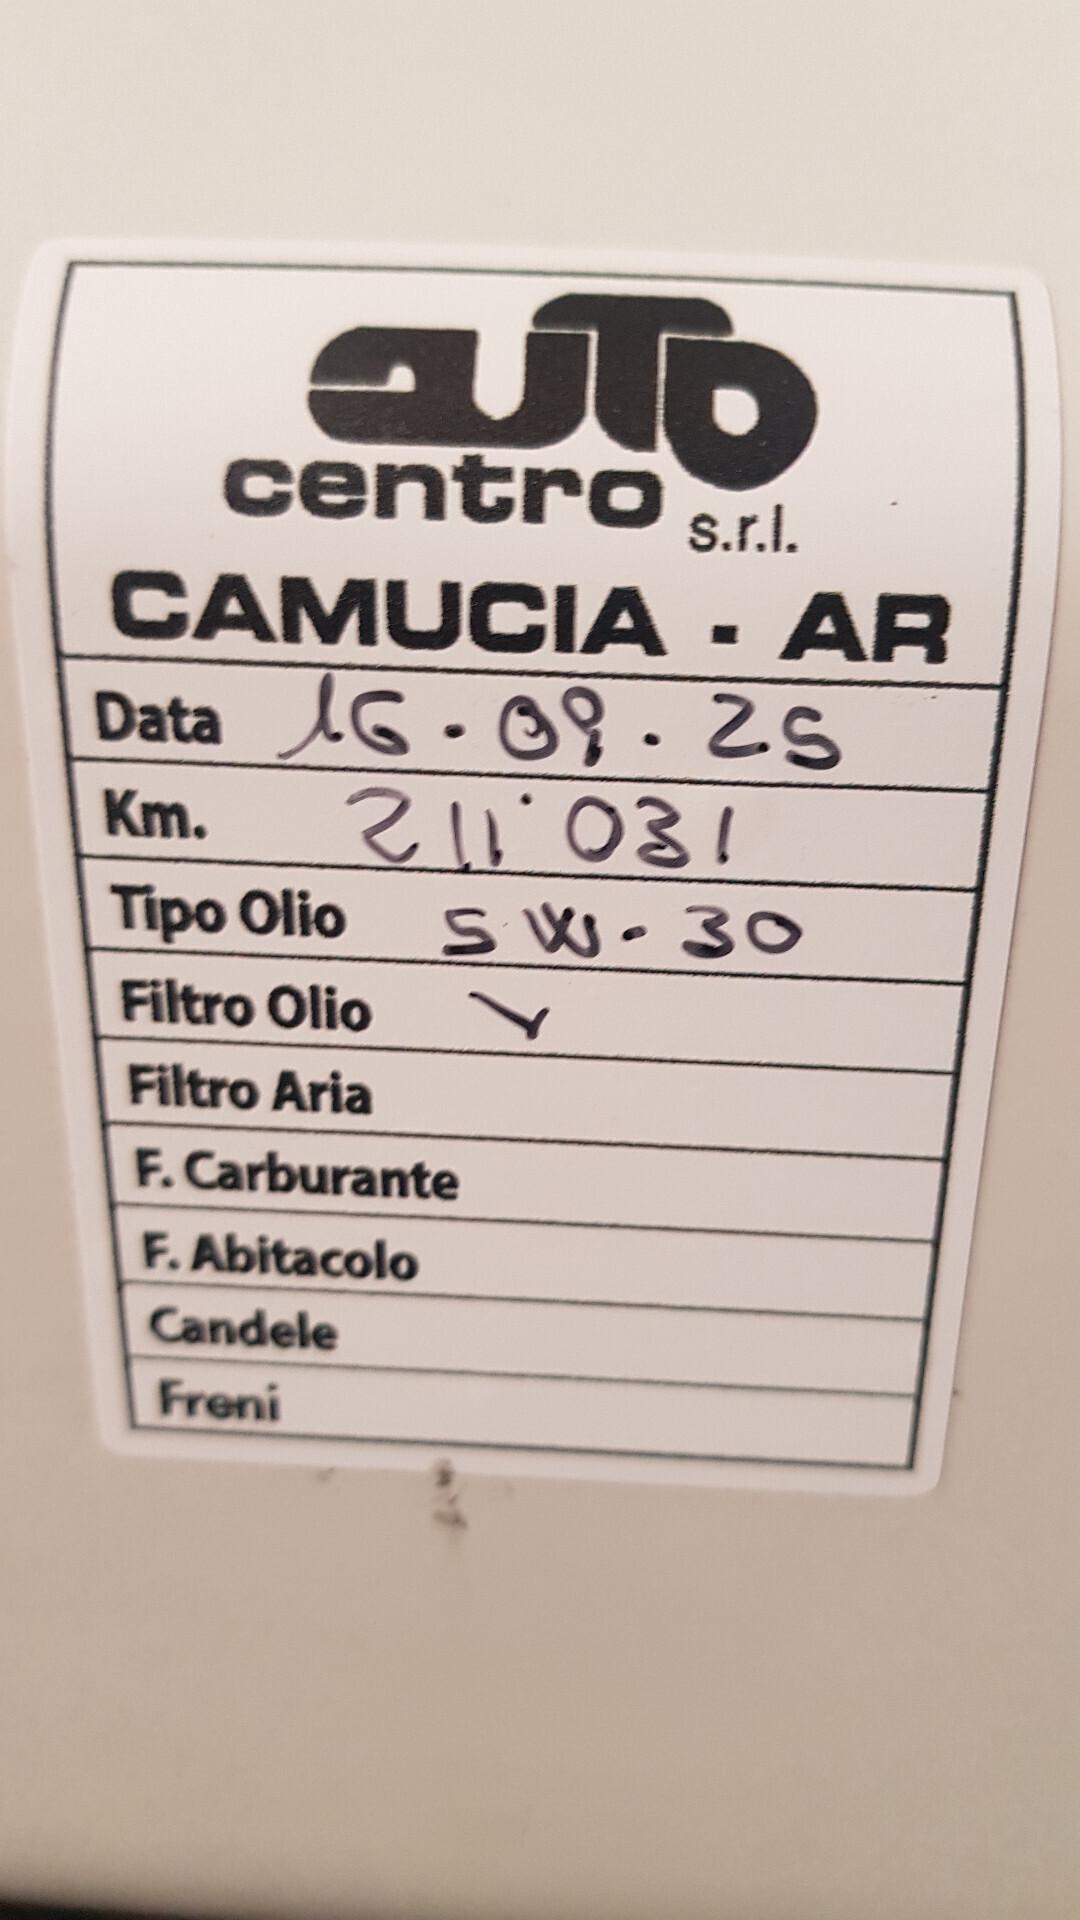 auto
centro s.r.l.
CAMUCIA - AR
Data 16.09.25
Km. 211'031
Tipo Olio 5W-30
Filtro Olio
Filtro Aria
F. Carburante
F. Abitacolo
Candele
Freni